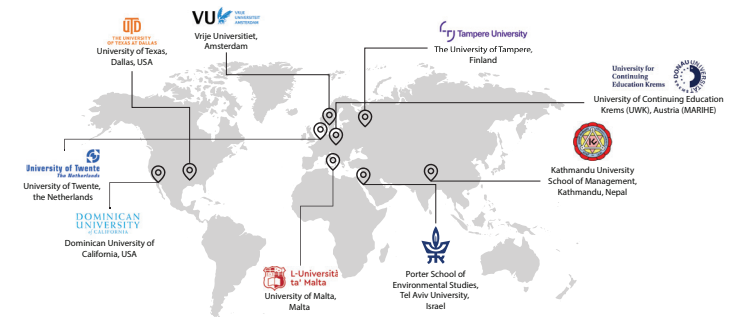 UTD
THE UNIVERSITY
OF TEXAS AT DALLAS
University of Texas,
Dallas, USA
VU VRIJE
UNIVERSITEIT
AMSTERDAM
Vrije Universitiet,
Amsterdam
Tampere University
The University of Tampere,
Finland
University for
Continuing
Education Krems
University of Continuing Education
Krems (UWK), Austria (MARIHE)
Kathmandu University
School of Management,
Kathmandu, Nepal
University of Twente
The Netherlands
University of Twente,
the Netherlands
DOMINICAN
UNIVERSITY
of CALIFORNIA
Dominican University of
California, USA
L-Università
ta' Malta
University of Malta,
Malta
Porter School of
Environmental Studies,
Tel Aviv University,
Israel